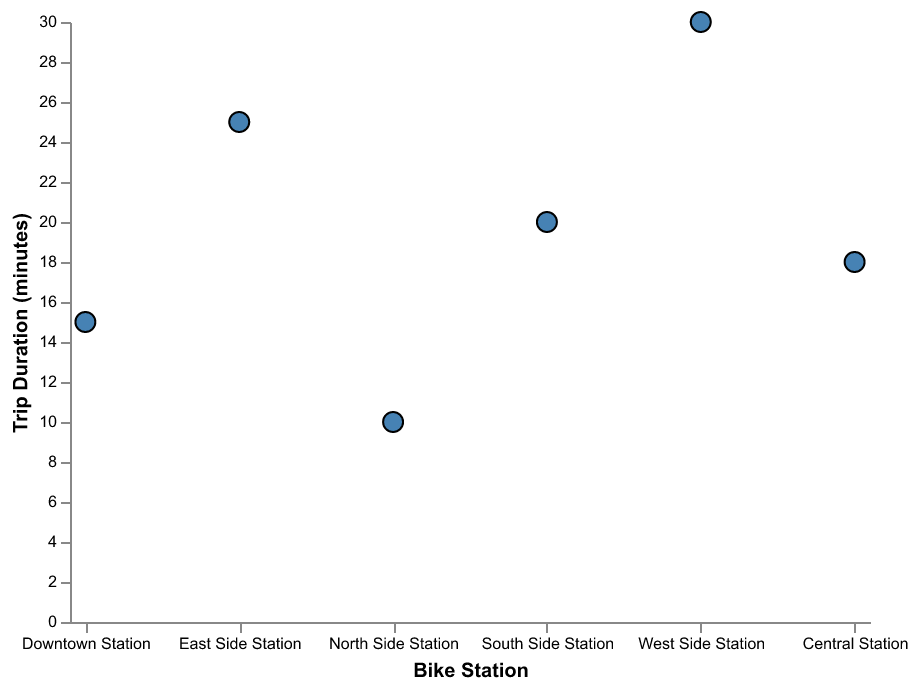 30
28
26
24
22
20
18
16
14
12
10
8
6
4
2
0
Trip Duration (minutes)
Downtown Station
East Side Station
North Side Station
South Side Station
West Side Station
Central Station
Bike Station